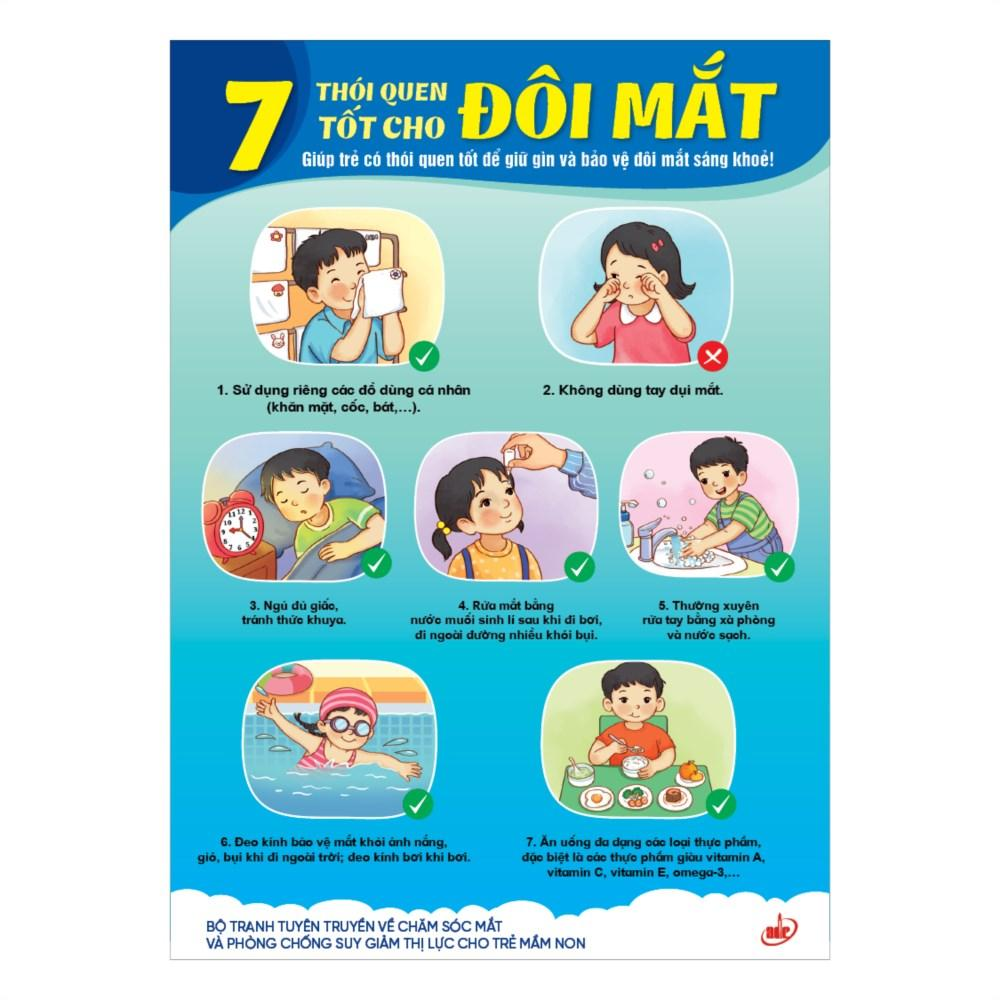 7
THÓI QUEN
TỐT CHO
ĐÔI MẮT
Giúp trẻ có thói quen tốt để giữ gìn và bảo vệ đôi mắt sáng khoẻ!
1. Sử dụng riêng các đồ dùng cá nhân
(khăn mặt, cốc, bát,...).
2. Không dùng tay dụi mắt.
3. Ngủ đủ giấc,
tránh thức khuya.
4. Rửa mắt bằng
nước muối sinh lí sau khi đi bơi,
đi ngoài đường nhiều khói bụi.
5. Thường xuyên
rửa tay bằng xà phòng
và nước sạch.
6. Đeo kính bảo vệ mắt khỏi ánh nắng,
gió, bụi khi đi ngoài trời; đeo kính bơi khi bơi.
7. Ăn uống đa dạng các loại thực phẩm,
đặc biệt là các thực phẩm giàu vitamin A,
vitamin C, vitamin E, omega-3,...
BỘ TRANH TUYÊN TRUYỀN VỀ CHĂM SÓC MẮT
VÀ PHÒNG CHỐNG SUY GIẢM THỊ LỰC CHO TRẺ MẦM NON